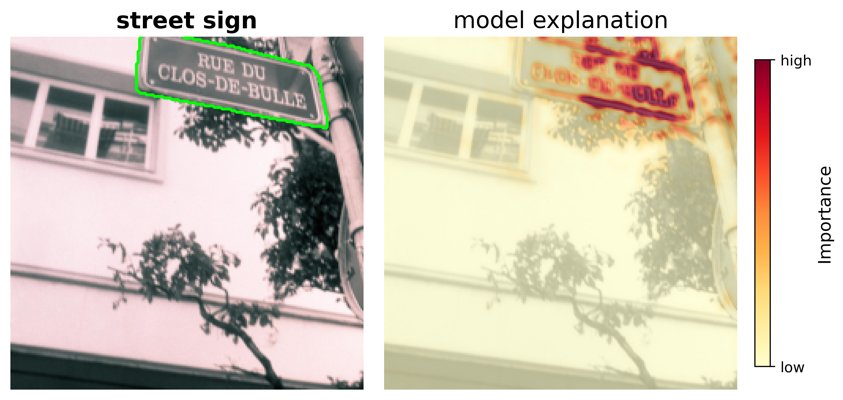 street sign
model explanation
RUE DU
CLOS-DE-BULLE
high
Importance
low